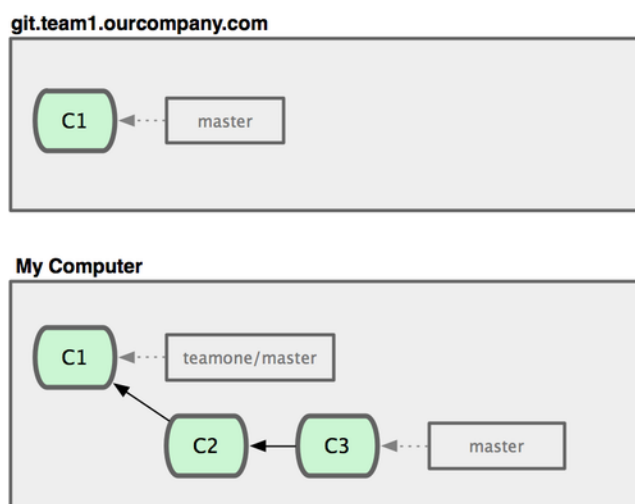 git.team1.ourcompany.com
C1
master
My Computer
C1
teamone/master
C2
C3
master